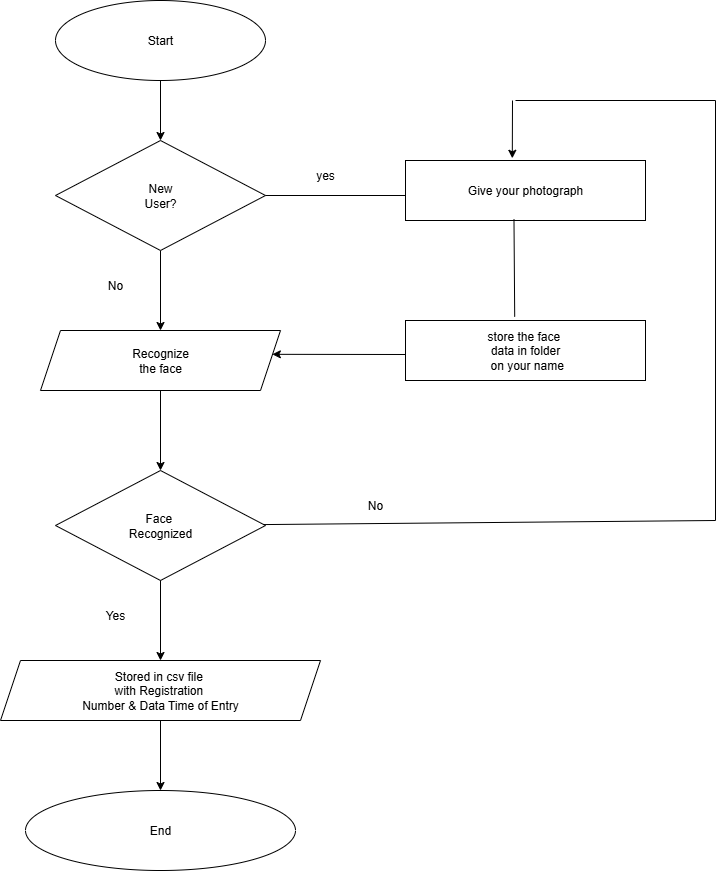 Start
New
User?
yes
Give your photograph
No
store the face
data in folder
on your name
Recognize
the face
No
Face
Recognized
Yes
Stored in csv file
with Registration
Number & Data Time of Entry
End